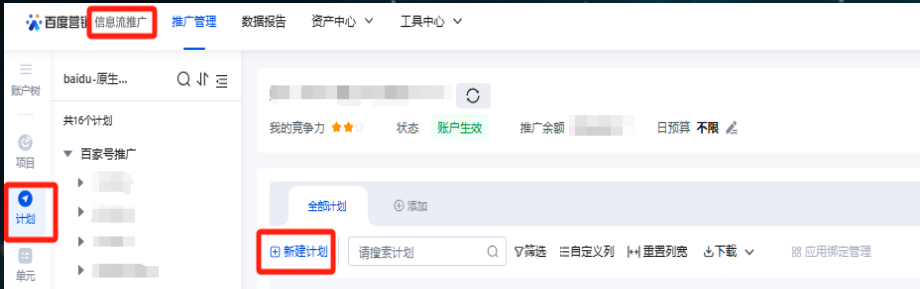 百度营销 信息流推广 推广管理 数据报告 资产中心 工具中心
账户树
baidu-原生...
共16个计划
我的竞争力 状态 账户生效 推广余额 日预算 不限
项目
百家号推广
计划
全部计划 添加
新建计划 请搜索计划 筛选 自定义列 重置列宽 下载 应用绑定管理
单元